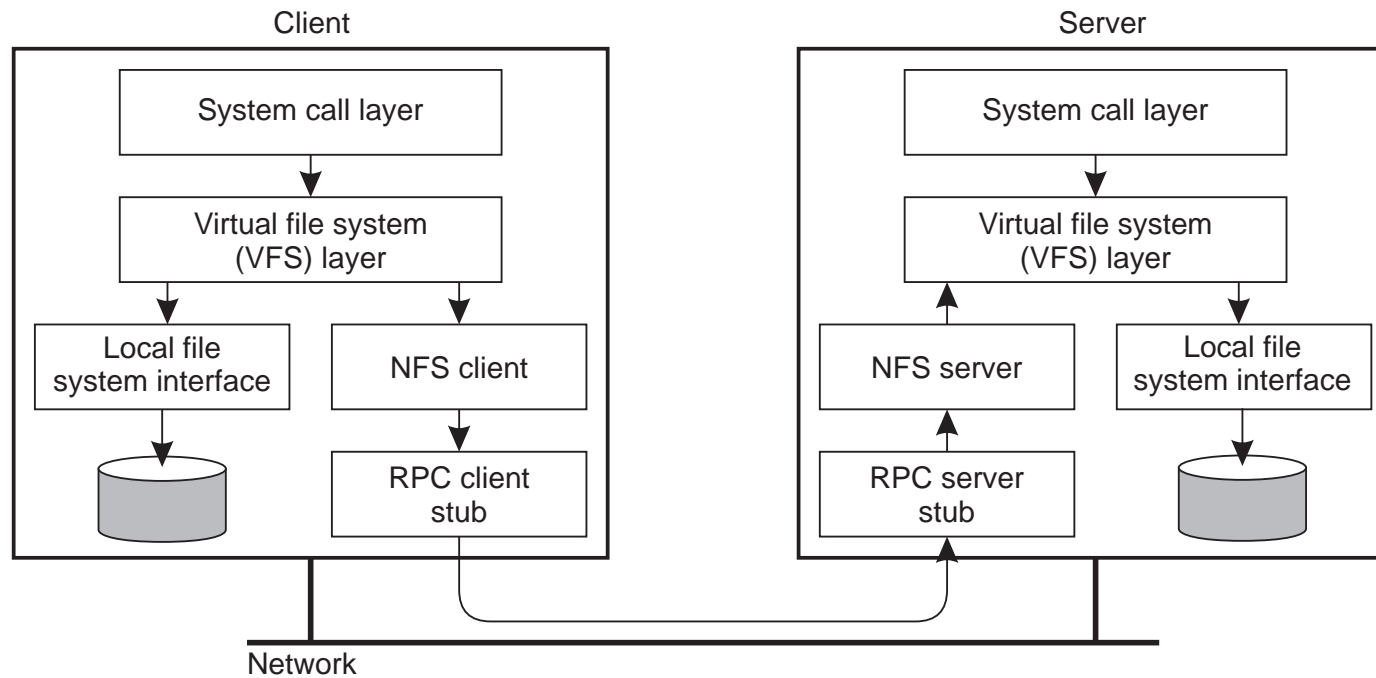 Client
Server
System call layer
System call layer
Virtual file system
(VFS) layer
Virtual file system
(VFS) layer
Local file
system interface
NFS client
NFS server
Local file
system interface
RPC client
stub
RPC server
stub
Network